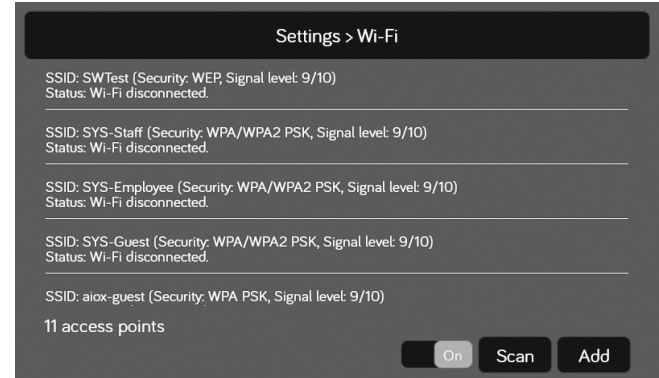 Settings > Wi-Fi
SSID: SWTest (Security: WEP, Signal level: 9/10)
Status: Wi-Fi disconnected.
SSID: SYS-Staff (Security: WPA/WPA2 PSK, Signal level: 9/10)
Status: Wi-Fi disconnected.
SSID: SYS-Employee (Security: WPA/WPA2 PSK, Signal level: 9/10)
Status: Wi-Fi disconnected.
SSID: SYS-Guest (Security: WPA/WPA2 PSK, Signal level: 9/10)
Status: Wi-Fi disconnected.
SSID: aiox-guest (Security: WPA PSK, Signal level: 9/10)
11 access points
On Scan Add